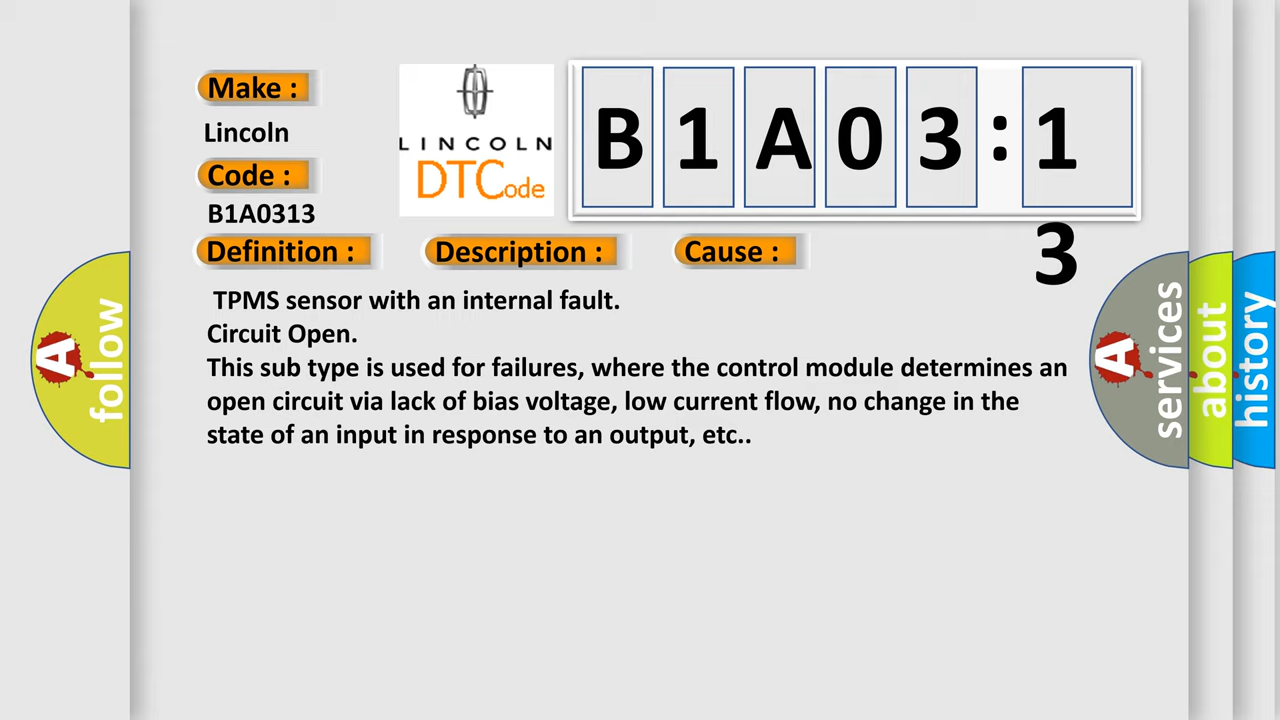 Make :
Lincoln
Code :
B1A0313
LINCOLN
DTCode
B1A03:1
3
Definition :
Description :
Cause :
TPMS sensor with an internal fault.
Circuit Open.
This sub type is used for failures, where the control module determines an
open circuit via lack of bias voltage, low current flow, no change in the
state of an input in response to an output, etc..
A follow
A services
about
history